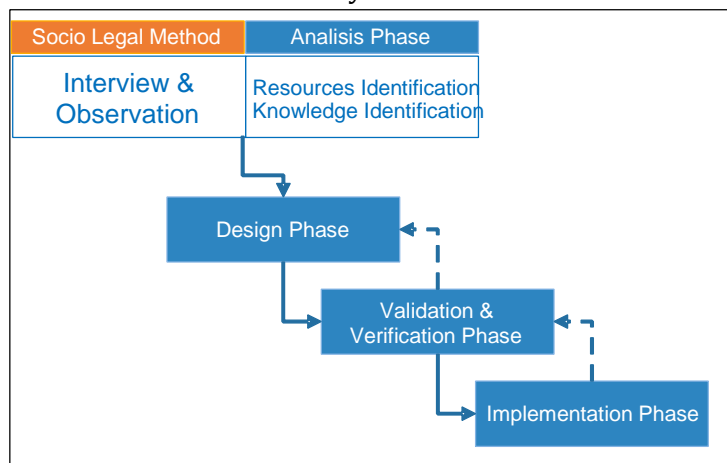 Socio Legal Method
Analisis Phase
Interview &
Observation
Resources Identification
Knowledge Identification
Design Phase
Validation &
Verification Phase
Implementation Phase